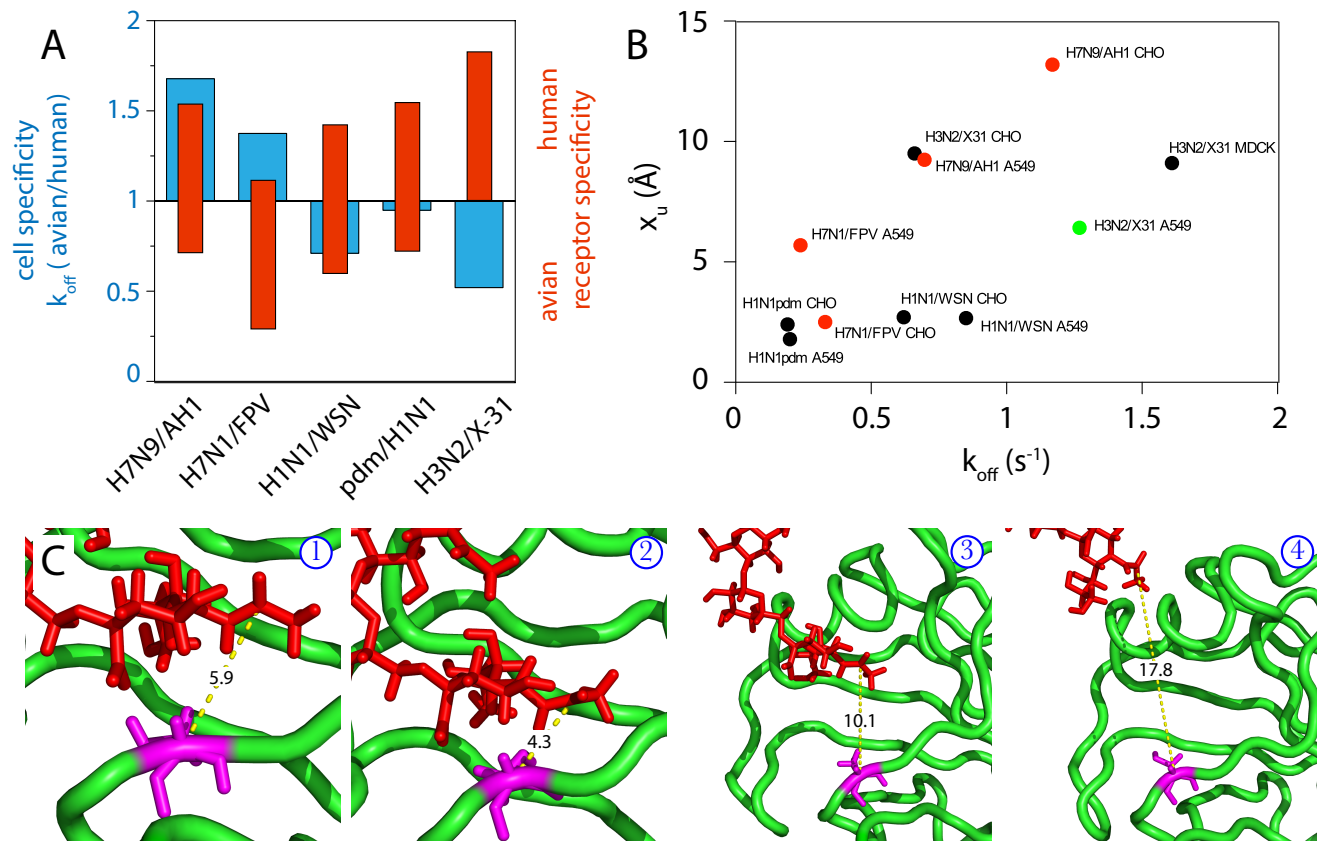 A
2
1.5
1
0.5
0
cell specificity
k_off ( avian/human)
avian human
receptor specificity
H7N9/AH1
H7N1/FPV
H1N1/WSN
pdm/H1N1
H3N2/X-31
B
15
10
5
0
x_u (Å)
H7N9/AH1 CHO
H3N2/X31 CHO
H7N9/AH1 A549
H3N2/X31 MDCK
H7N1/FPV A549
H3N2/X31 A549
H1N1pdm CHO
H1N1/WSN CHO
H7N1/FPV CHO
H1N1/WSN A549
H1N1pdm A549
0 0.5 1 1.5 2
k_off (s⁻¹)
C
1
5.9
2
4.3
3
10.1
4
17.8